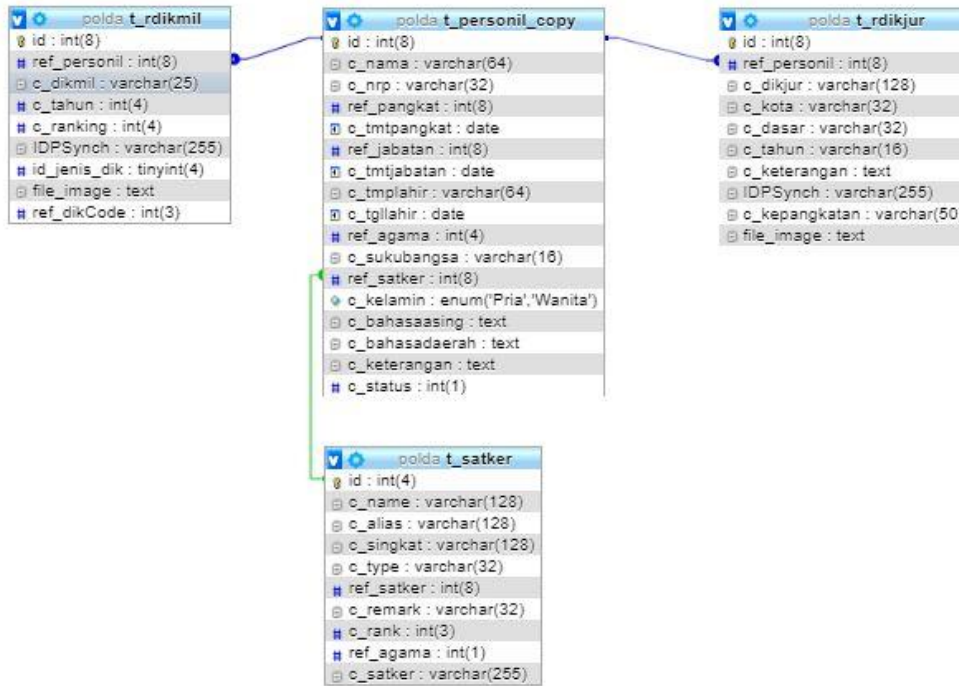 polda t_rdikmil
id : int(8)
ref_personil : int(8)
c_dikmil : varchar(25)
c_tahun : int(4)
c_ranking : int(4)
IDPSynch : varchar(255)
id_jenis_dik : tinyint(4)
file_image : text
ref_dikCode : int(3)
polda t_personil_copy
id : int(8)
c_nama : varchar(64)
c_nrp : varchar(32)
ref_pangkat : int(8)
c_tmtpangkat : date
ref_jabatan : int(8)
c_tmtjabatan : date
c_tmplahir : varchar(64)
c_tgllahir : date
ref_agama : int(4)
c_sukubangsa : varchar(16)
ref_satker : int(8)
c_kelamin : enum('Pria','Wanita')
c_bahasaasing : text
c_bahasadaerah : text
c_keterangan : text
c_status : int(1)
polda t_rdikjur
id : int(8)
ref_personil : int(8)
c_dikjur : varchar(128)
c_kota : varchar(32)
c_dasar : varchar(32)
c_tahun : varchar(16)
c_keterangan : text
IDPSynch : varchar(255)
c_kepangkatan : varchar(50
file_image : text
polda t_satker
id : int(4)
c_name : varchar(128)
c_alias : varchar(128)
c_singkat : varchar(128)
c_type : varchar(32)
ref_satker : int(8)
c_remark : varchar(32)
c_rank : int(3)
ref_agama : int(1)
c_satker : varchar(255)